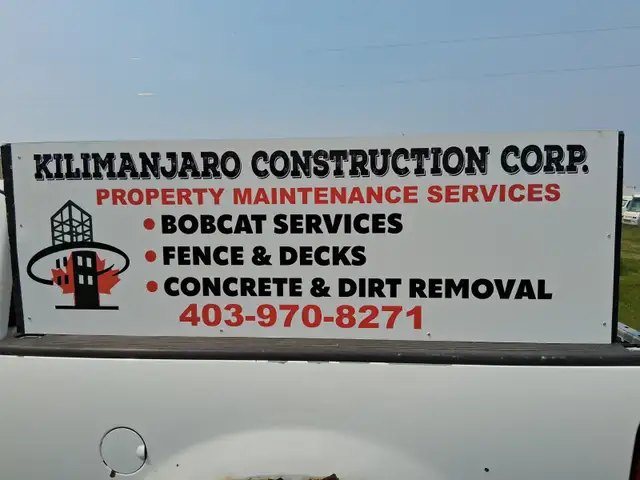 KILIMANJARO CONSTRUCTION CORP.
PROPERTY MAINTENANCE SERVICES
• BOBCAT SERVICES
• FENCE & DECKS
• CONCRETE & DIRT REMOVAL
403-970-8271